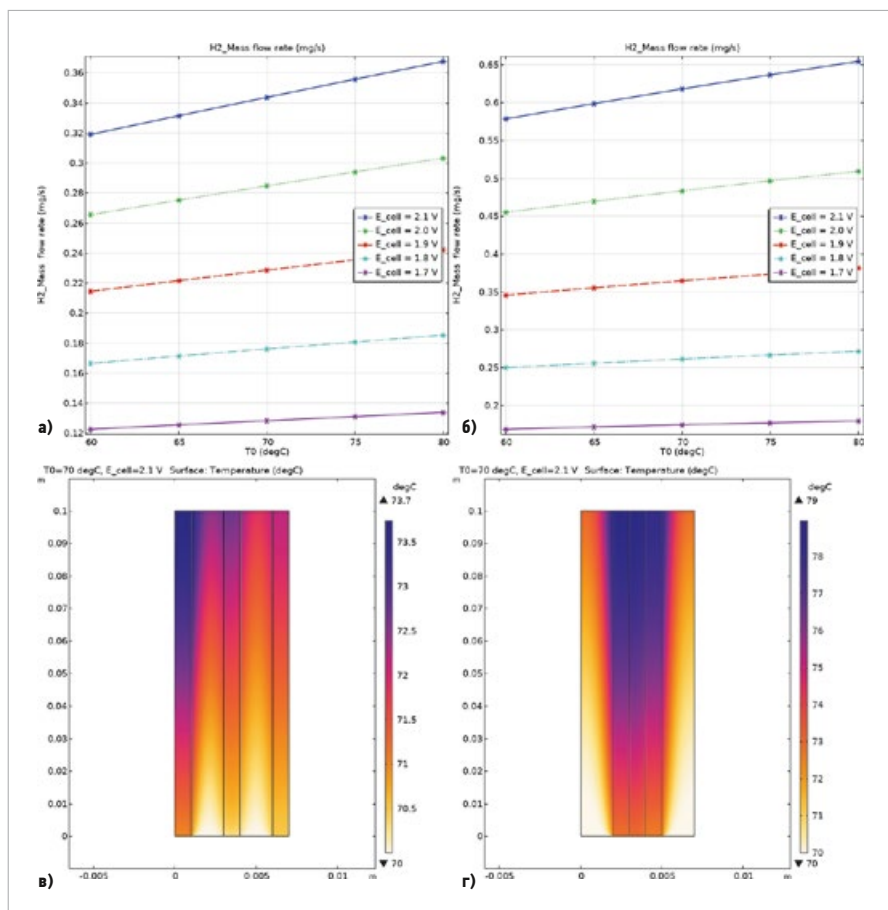 H2_Mass flow rate (mg/s)
H2_Mass flow rate (mg/s)
0.36
0.34
0.32
0.3
0.28
0.26
0.24
0.22
0.2
0.18
0.16
0.14
0.12
H2_Mass flow rate (mg/s)
E_cell = 2.1 V
E_cell = 2.0 V
E_cell = 1.9 V
E_cell = 1.8 V
E_cell = 1.7 V
60 65 70 75 80
T0 (degC)
а)
0.65
0.6
0.55
0.5
0.45
0.4
0.35
0.3
0.25
0.2
H2_Mass flow rate (mg/s)
E_cell = 2.1 V
E_cell = 2.0 V
E_cell = 1.9 V
E_cell = 1.8 V
E_cell = 1.7 V
60 65 70 75 80
T0 (degC)
б)
T0=70 degC, E_cell=2.1 V Surface: Temperature (degC)
m
degC
▲ 73.7
0.1
0.09
0.08
0.07
0.06
0.05
0.04
0.03
0.02
0.01
0
73.5
73
72.5
72
71.5
71
70.5
▼ 70
-0.005 0 0.005 0.01 m
в)
T0=70 degC, E_cell=2.1 V Surface: Temperature (degC)
m
degC
▲ 79
0.1
0.09
0.08
0.07
0.06
0.05
0.04
0.03
0.02
0.01
0
78
77
76
75
74
73
72
71
70
▼ 70
-0.005 0 0.005 0.01 m
г)